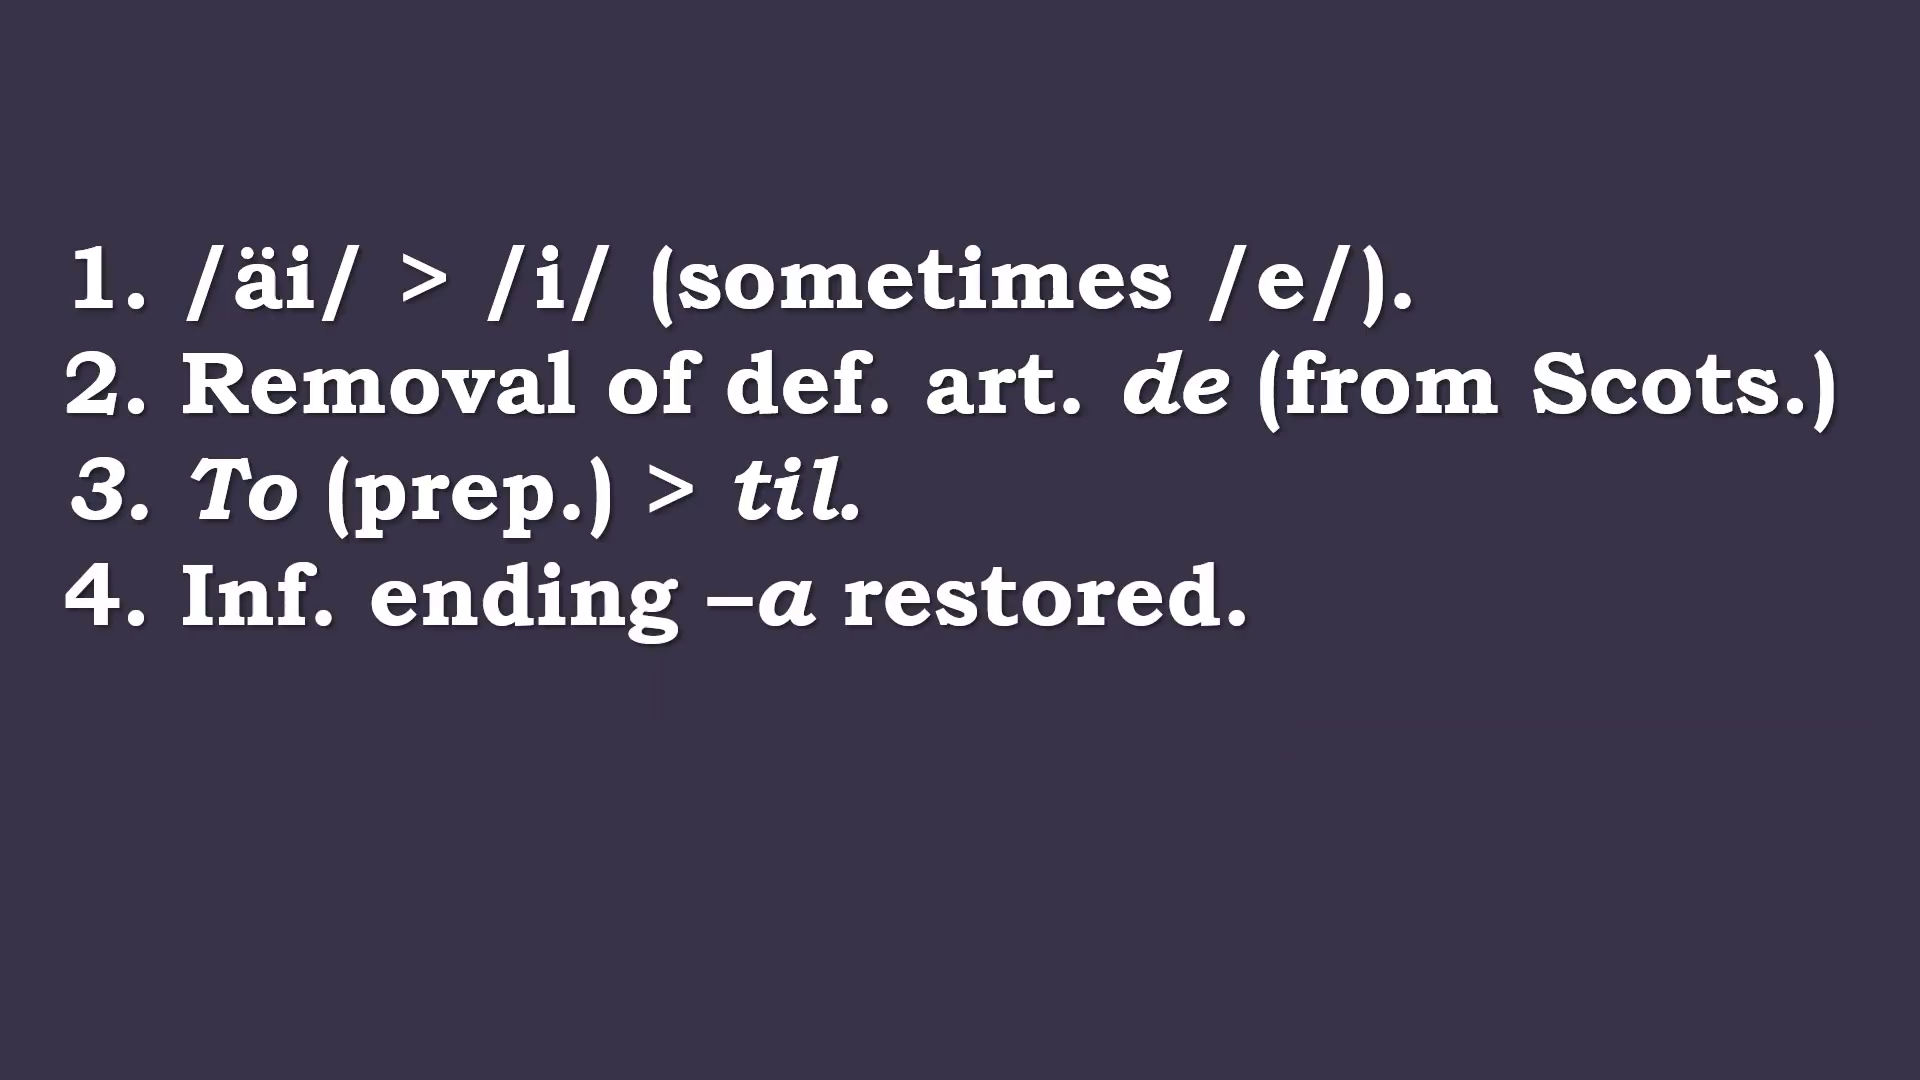 1. /äi/ > /i/ (sometimes /e/).
2. Removal of def. art. de (from Scots.)
3. To (prep.) > til.
4. Inf. ending –a restored.